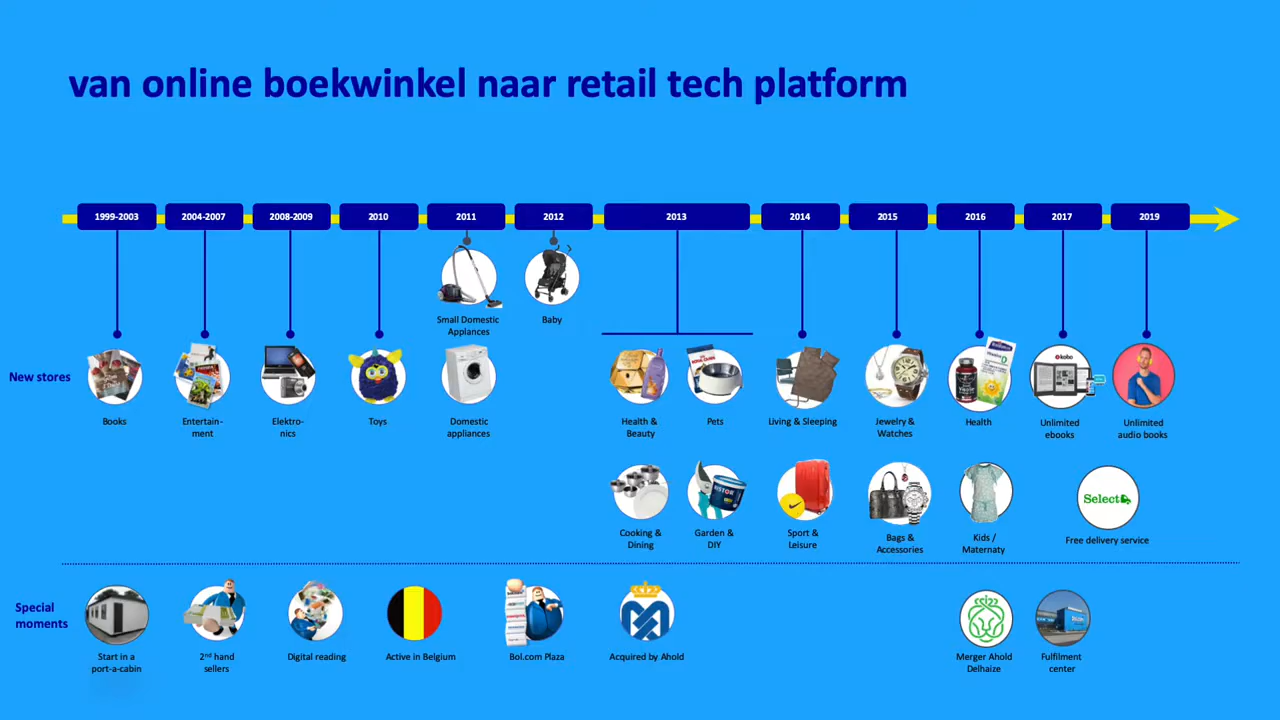 van online boekwinkel naar retail tech platform
1999-2003
2004-2007
2008-2009
2010
2011
2012
2013
2014
2015
2016
2017
2019
Small Domestic
Applances
Baby
New stores
kobo
Books
Entertain-
ment
Elektro-
nics
Toys
Domestic
appliances
Health &
Beauty
Pets
Living & Sleeping
Jewelry &
Watches
Health
Unlimited
ebooks
Unlimited
audio books
HISTOR
Select
Cooking &
Dining
Garden &
DIY
Sport &
Leisure
Bags &
Accessories
Kids /
Maternaty
Free delivery service
Special
moments
Start in a
port-a-cabin
2nd hand
sellers
Digital reading
Active in Belgium
Bol.com Plaza
Acquired by Ahold
Merger Ahold
Delhaize
Fulfilment
center